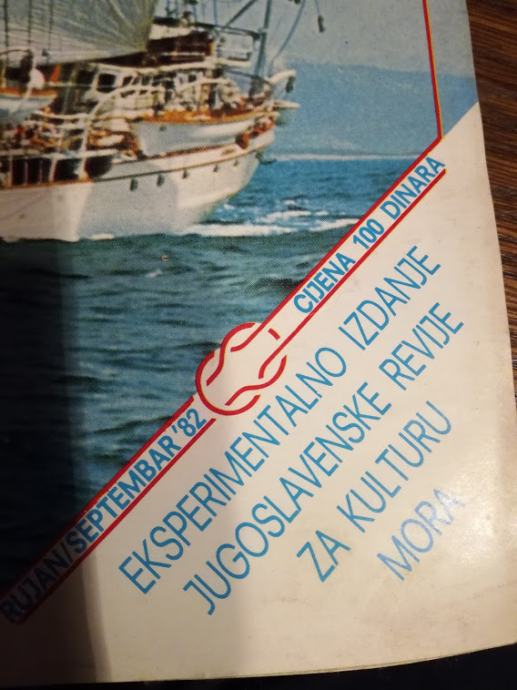 RUJAN/SEPTEMBAR '82
CIJENA 100 DINARA
EKSPERIMENTALNO IZDANJE
JUGOSLAVENSKE REVIJE
ZA KULTURU
MORA